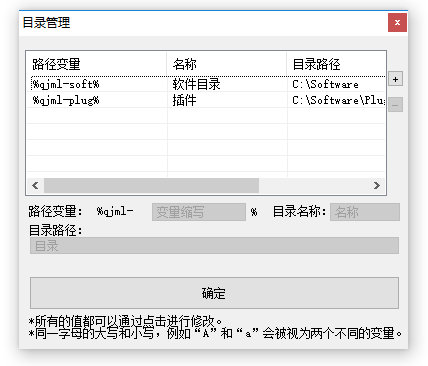 目录管理
x
路径变量 名称 目录路径
%qjml-soft% 软件目录 C:\Software
%qjml-plug% 插件 C:\Software\Plug
+
-
路径变量: %qjml- 变量缩写 % 目录名称: 名称
目录路径:
目录
确定
*所有的值都可以通过点击进行修改。
*同一字母的大写和小写,例如“A”和“a”会被视为两个不同的变量。